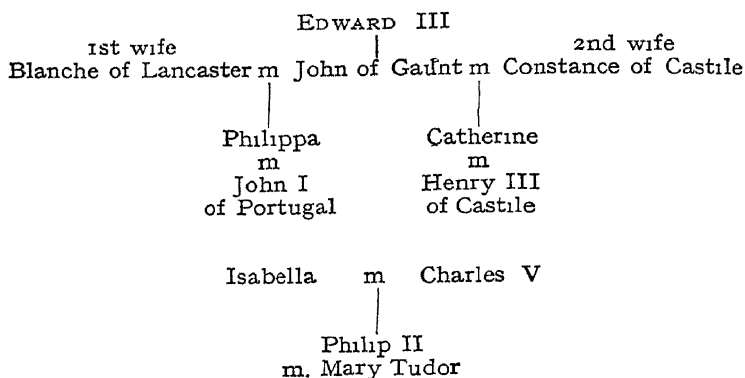 EDWARD III
1st wife 2nd wife
Blanche of Lancaster m John of Gaunt m Constance of Castile
Philippa Catherine
m m
John I Henry III
of Portugal of Castile
Isabella m Charles V
Philip II
m. Mary Tudor